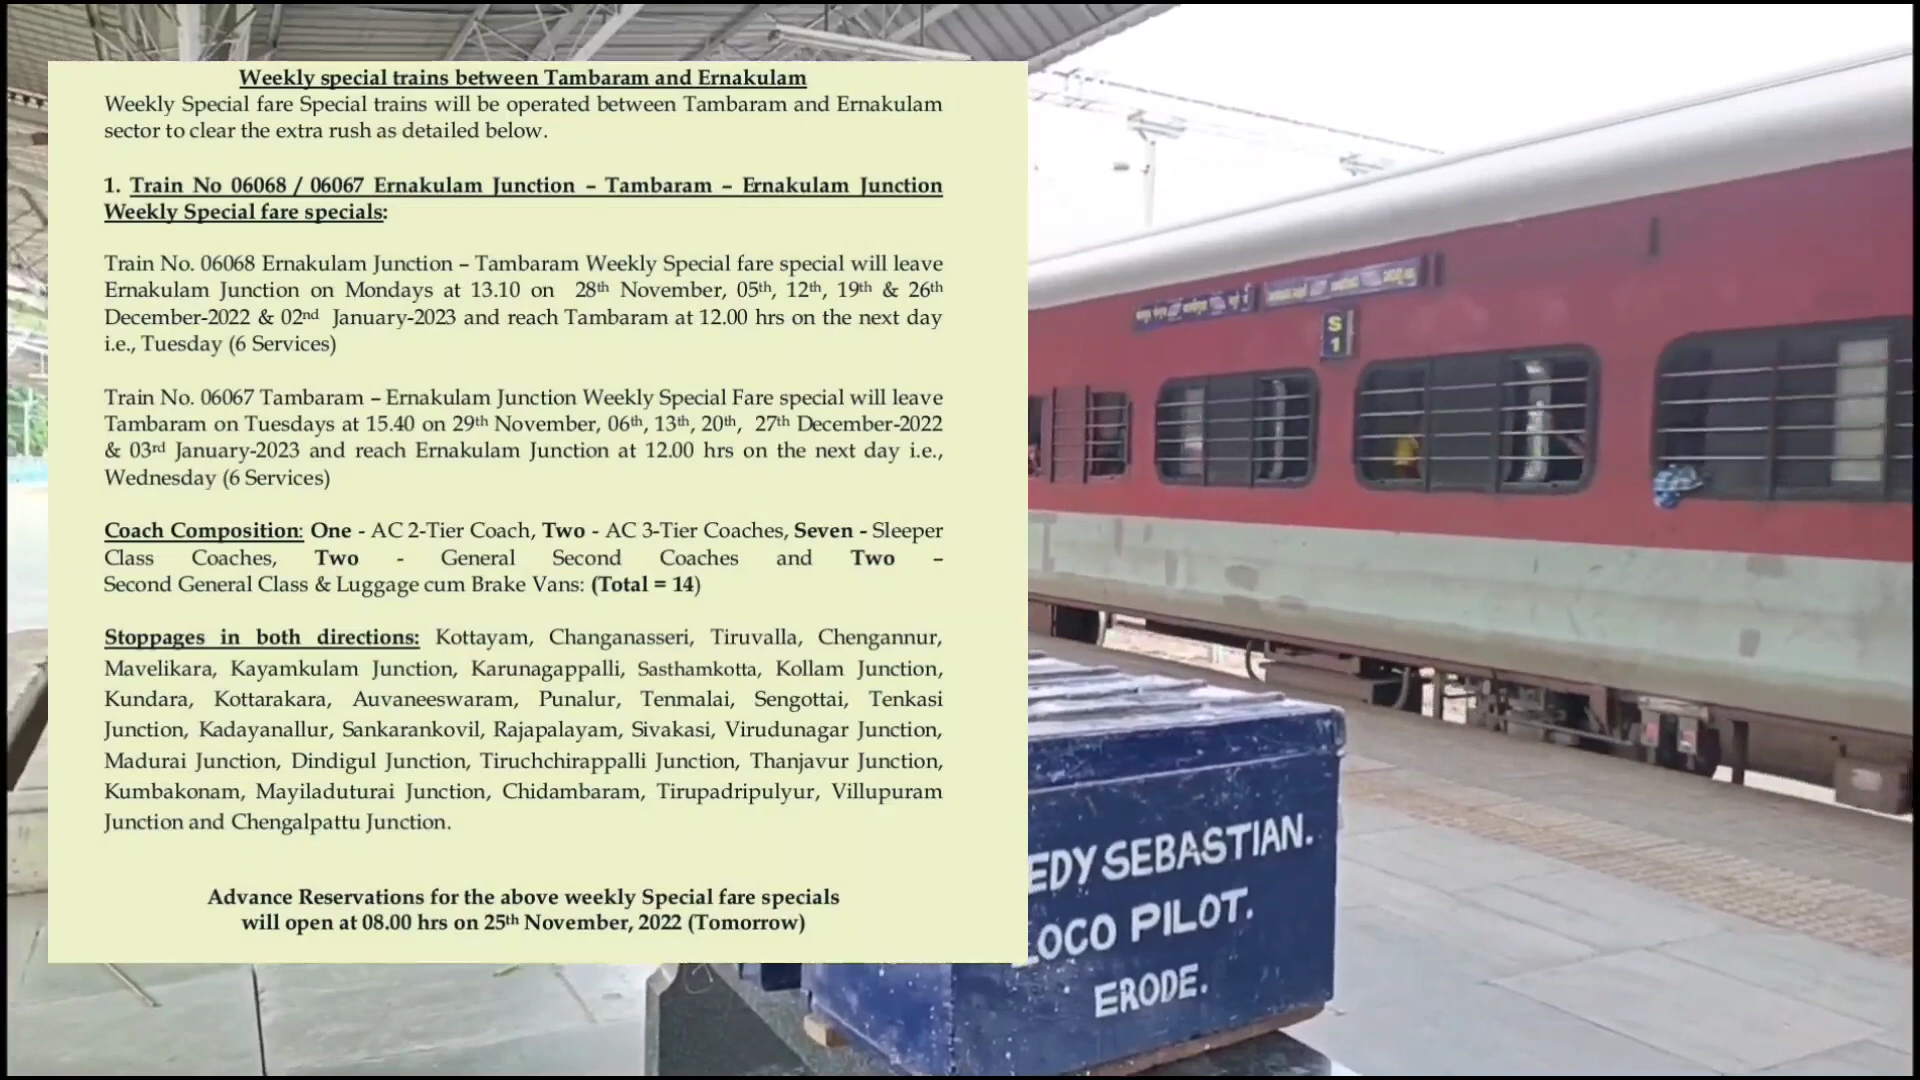 Weekly special trains between Tambaram and Ernakulam
Weekly Special fare Special trains will be operated between Tambaram and Ernakulam
sector to clear the extra rush as detailed below.
1. Train No 06068 / 06067 Ernakulam Junction – Tambaram – Ernakulam Junction
Weekly Special fare specials:
Train No. 06068 Ernakulam Junction – Tambaram Weekly Special fare special will leave
Ernakulam Junction on Mondays at 13.10 on 28th November, 05th, 12th, 19th & 26th
December-2022 & 02nd January-2023 and reach Tambaram at 12.00 hrs on the next day
i.e., Tuesday (6 Services)
Train No. 06067 Tambaram – Ernakulam Junction Weekly Special Fare special will leave
Tambaram on Tuesdays at 15.40 on 29th November, 06th, 13th, 20th, 27th December-2022
& 03rd January-2023 and reach Ernakulam Junction at 12.00 hrs on the next day i.e.,
Wednesday (6 Services)
Coach Composition: One - AC 2-Tier Coach, Two - AC 3-Tier Coaches, Seven - Sleeper
Class Coaches, Two - General Second Coaches and Two –
Second General Class & Luggage cum Brake Vans: (Total = 14)
Stoppages in both directions: Kottayam, Changanasseri, Tiruvalla, Chengannur,
Mavelikara, Kayamkulam Junction, Karunagappalli, Sasthamkotta, Kollam Junction,
Kundara, Kottarakara, Auvaneeswaram, Punalur, Tenmalai, Sengottai, Tenkasi
Junction, Kadayanallur, Sankarankovil, Rajapalayam, Sivakasi, Virudunagar Junction,
Madurai Junction, Dindigul Junction, Tiruchchirappalli Junction, Thanjavur Junction,
Kumbakonam, Mayiladuturai Junction, Chidambaram, Tirupadripulyur, Villupuram
Junction and Chengalpattu Junction.
Advance Reservations for the above weekly Special fare specials
will open at 08.00 hrs on 25th November, 2022 (Tomorrow)
S
1
EDY SEBASTIAN.
LOCO PILOT.
ERODE.